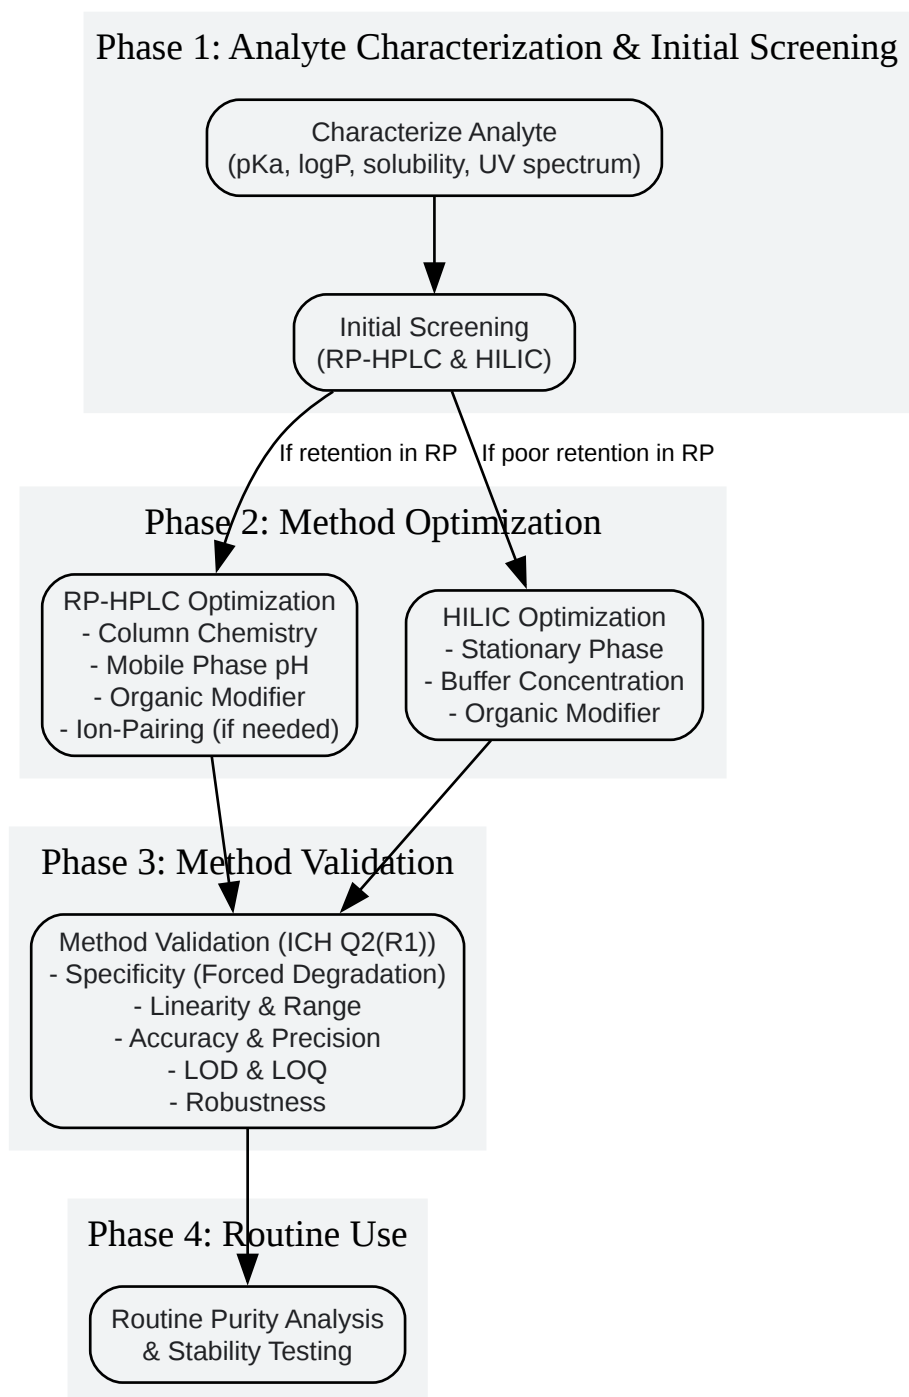 Phase 1: Analyte Characterization & Initial Screening
Characterize Analyte
(pKa, logP, solubility, UV spectrum)
Initial Screening
(RP-HPLC & HILIC)
If retention in RP
If poor retention in RP
Phase 2: Method Optimization
RP-HPLC Optimization
- Column Chemistry
- Mobile Phase pH
- Organic Modifier
- Ion-Pairing (if needed)
HILIC Optimization
- Stationary Phase
- Buffer Concentration
- Organic Modifier
Phase 3: Method Validation
Method Validation (ICH Q2(R1))
- Specificity (Forced Degradation)
- Linearity & Range
- Accuracy & Precision
- LOD & LOQ
- Robustness
Phase 4: Routine Use
Routine Purity Analysis
& Stability Testing